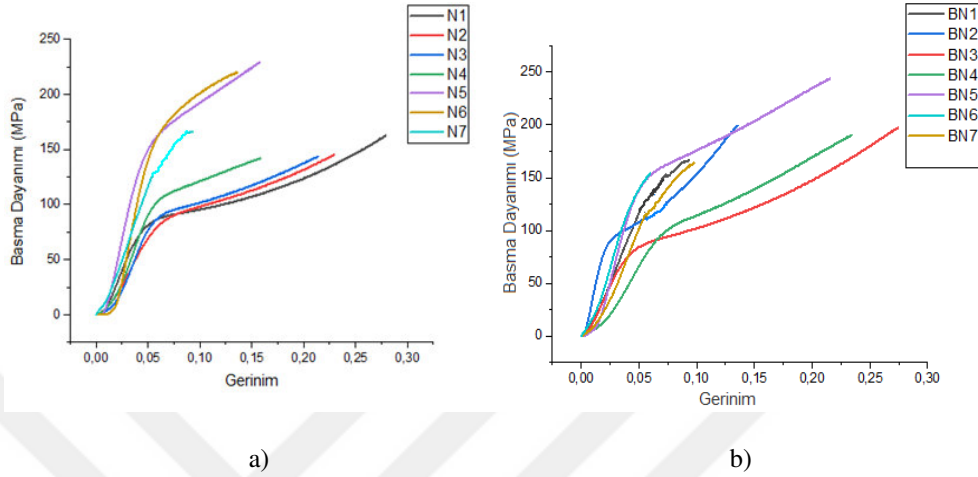 N1
N2
N3
N4
N5
N6
N7
250
200
150
100
50
0
Basma Dayanımı (MPa)
0,00 0,05 0,10 0,15 0,20 0,25 0,30
Gerinim
a)
BN1
BN2
BN3
BN4
BN5
BN6
BN7
300
250
200
150
100
50
0
Basma Dayanımı (MPa)
0,00 0,05 0,10 0,15 0,20 0,25 0,30
Gerinim
b)